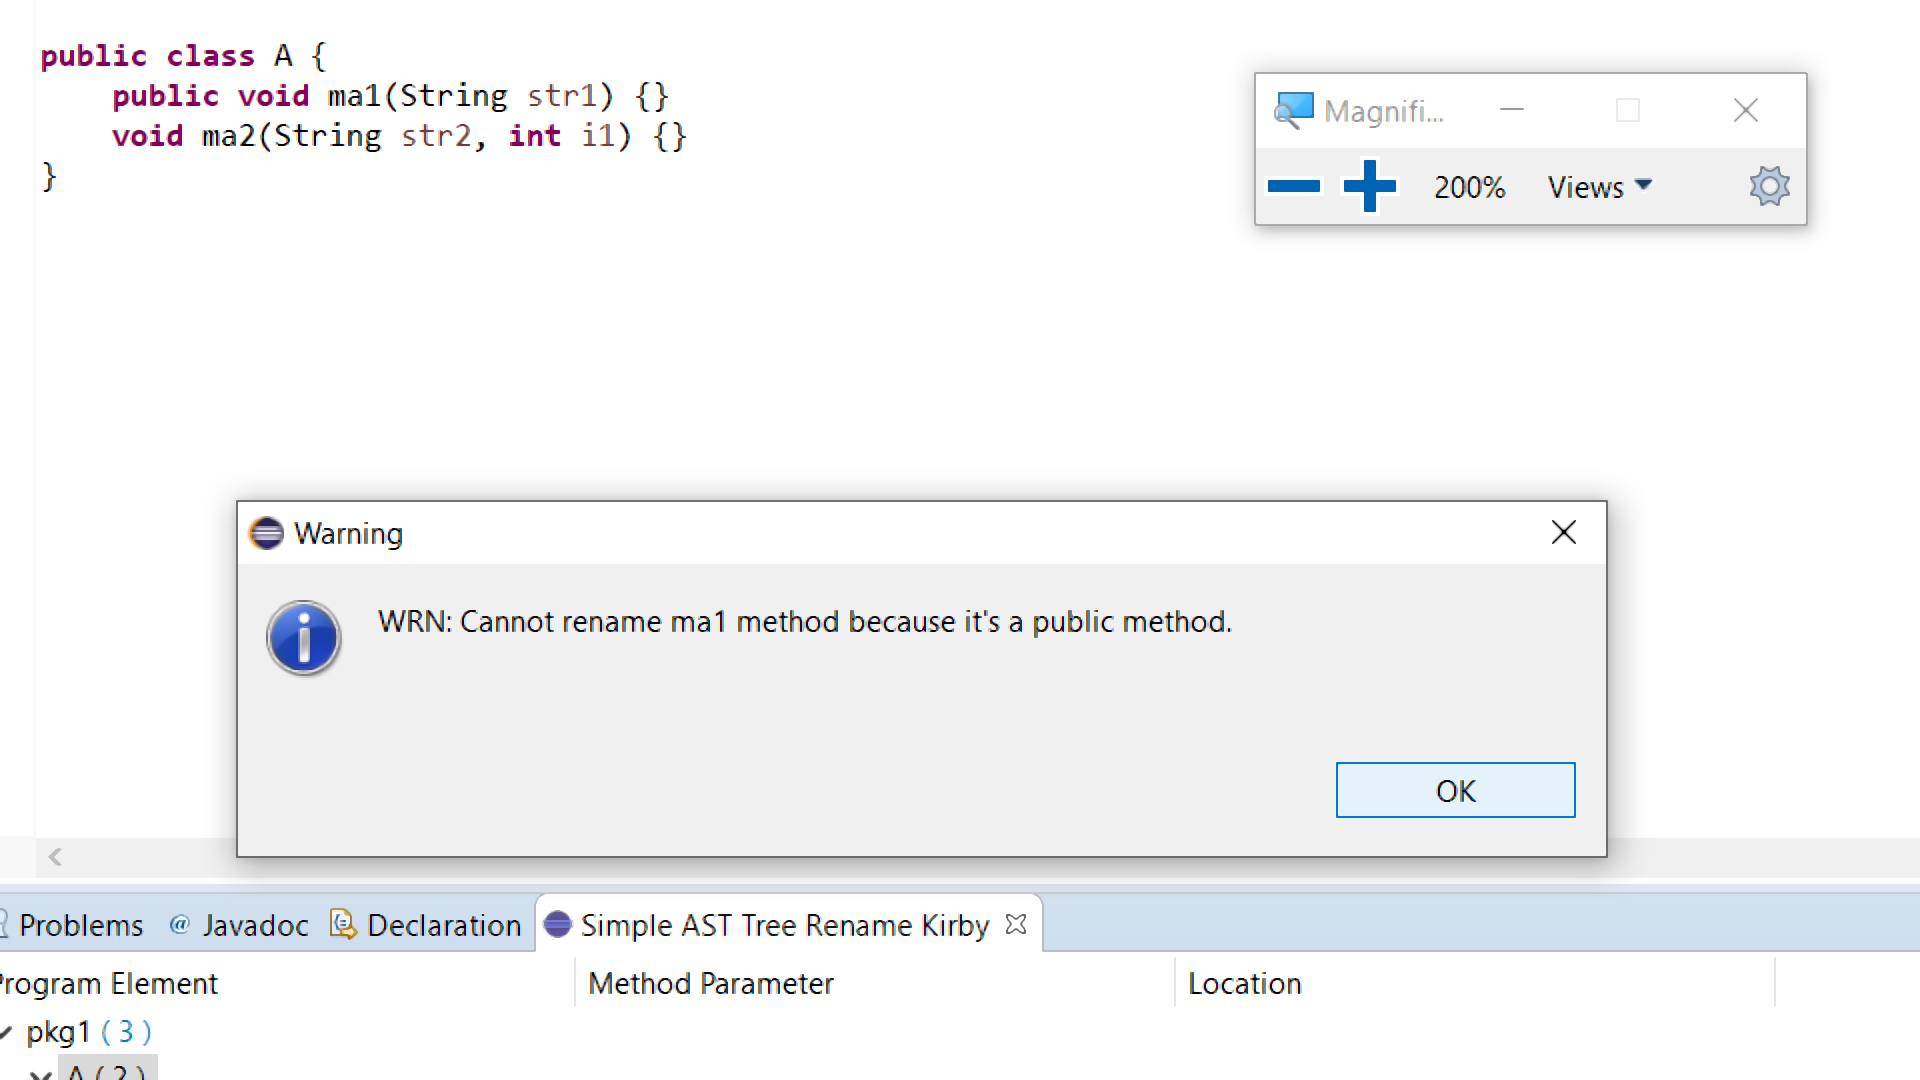 public class A {
public void ma1(String str1) {}
void ma2(String str2, int i1) {}
}
Magnifi...
200% Views
Warning
WRN: Cannot rename ma1 method because it's a public method.
OK
Problems @ Javadoc Declaration Simple AST Tree Rename Kirby
Program Element Method Parameter Location
pkg1 ( 3 )
A ( 2 )